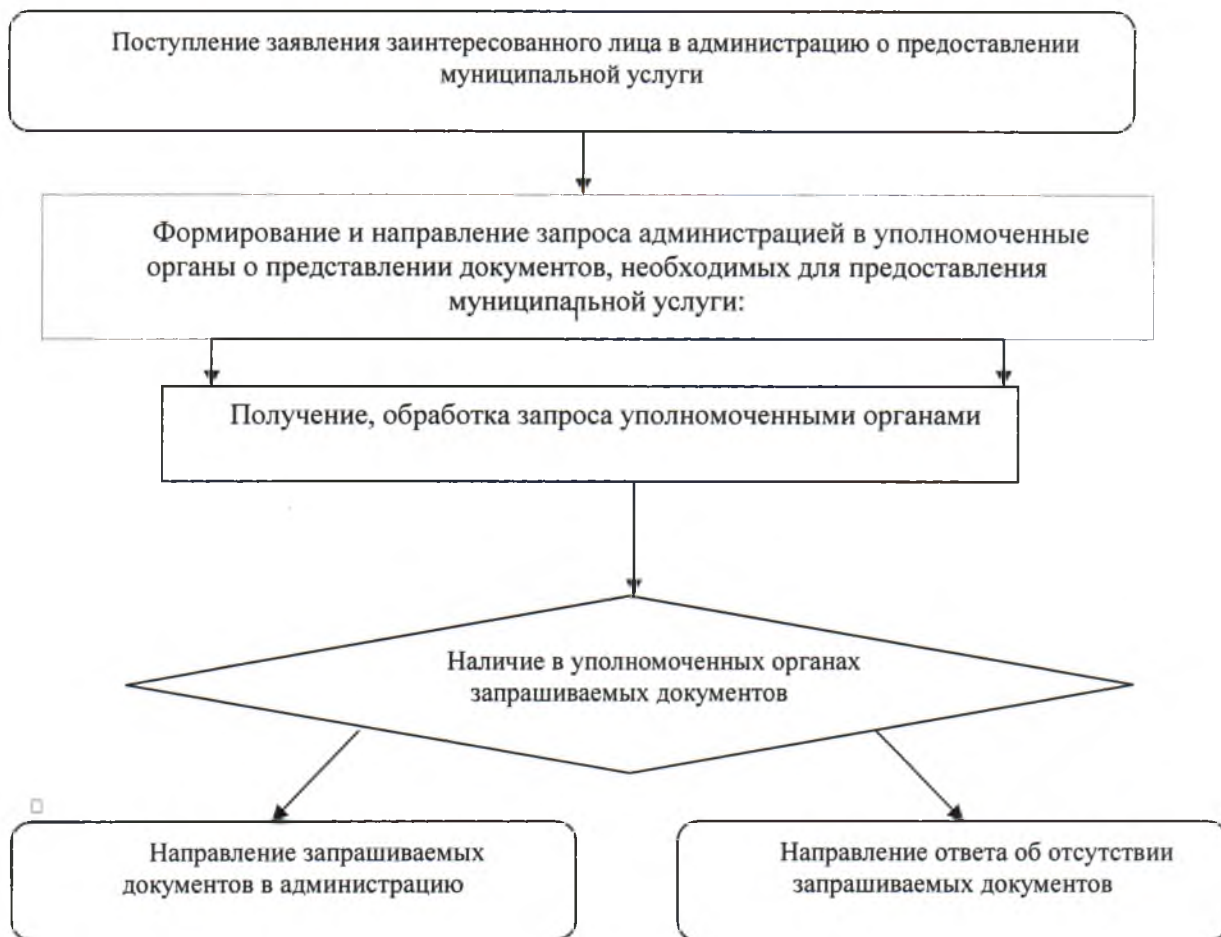 Поступление заявления заинтересованного лица в администрацию о предоставлении
муниципальной услуги
Формирование и направление запроса администрацией в уполномоченные
органы о представлении документов, необходимых для предоставления
муниципальной услуги:
Получение, обработка запроса уполномоченными органами
Наличие в уполномоченных органах
запрашиваемых документов
Направление запрашиваемых
документов в администрацию
Направление ответа об отсутствии
запрашиваемых документов